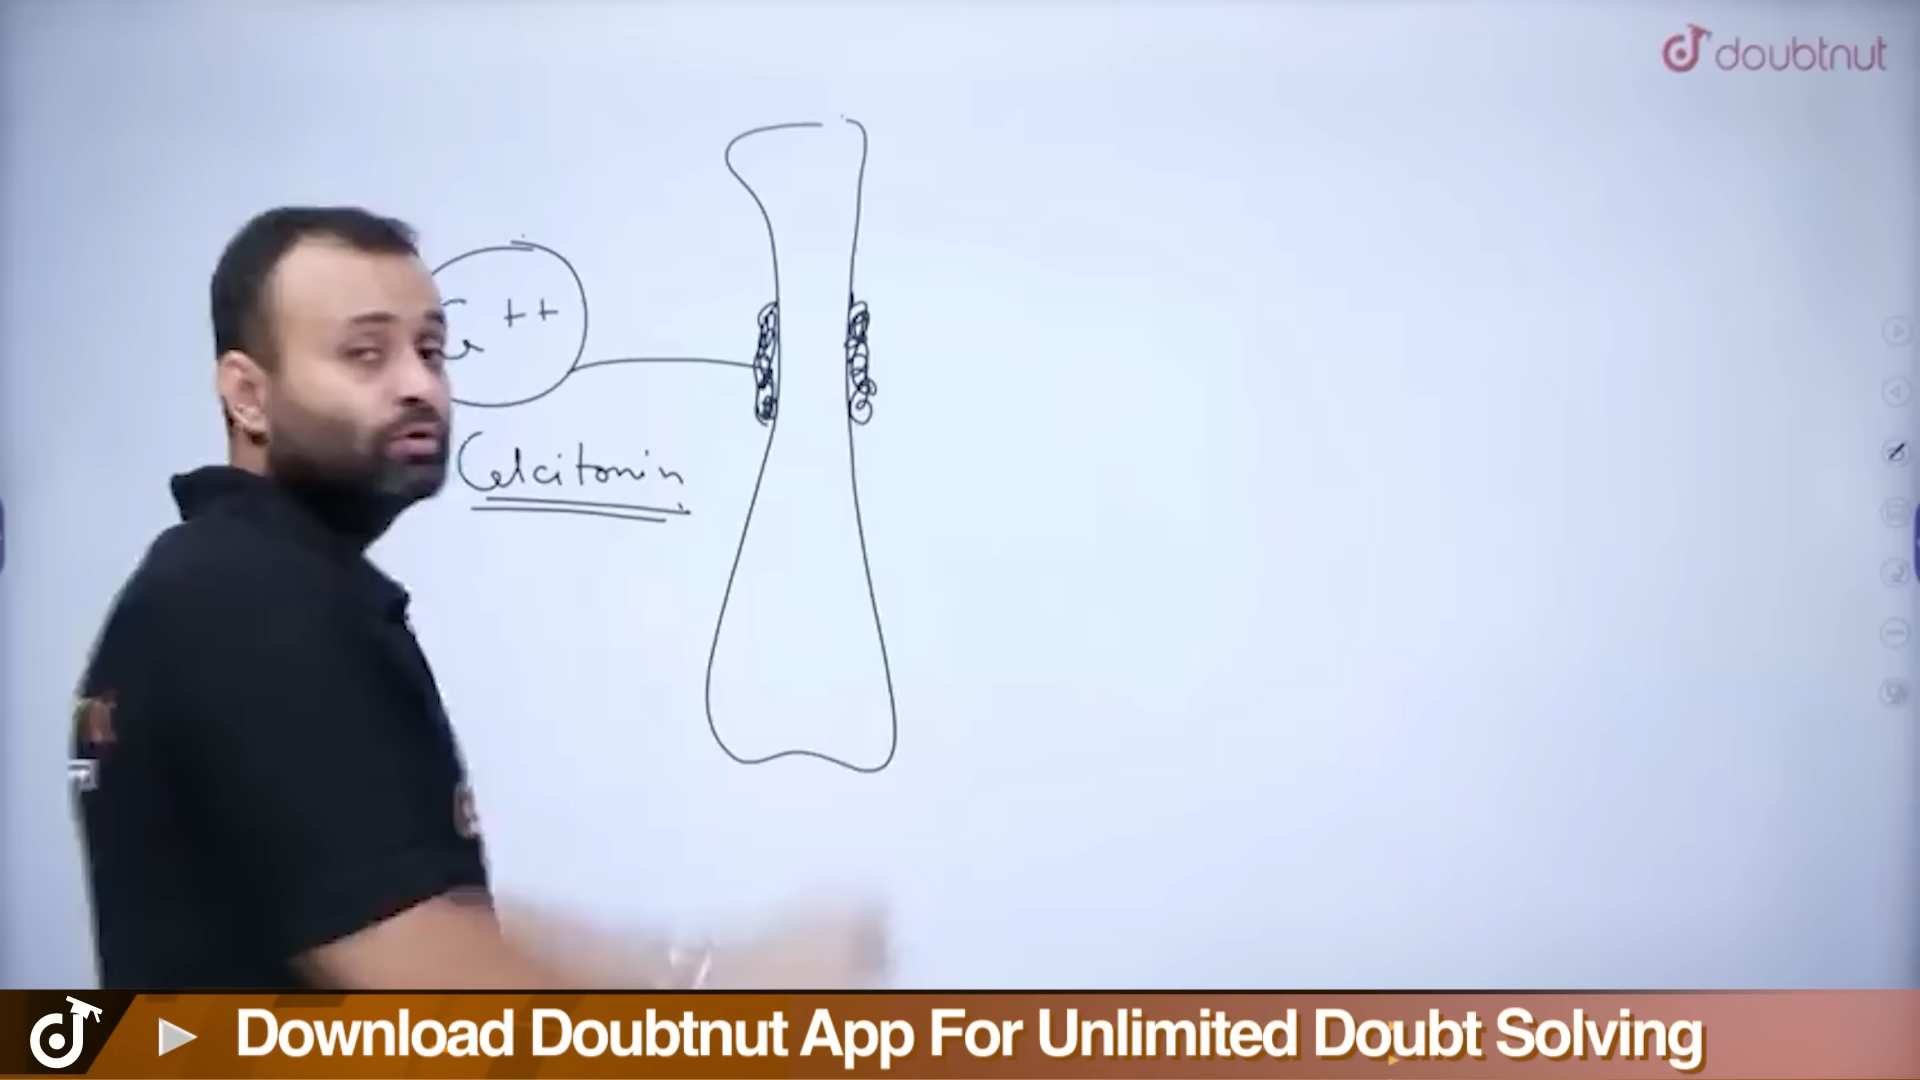 doubtnut
++
Calcitonin
Download Doubtnut App For Unlimited Doubt Solving